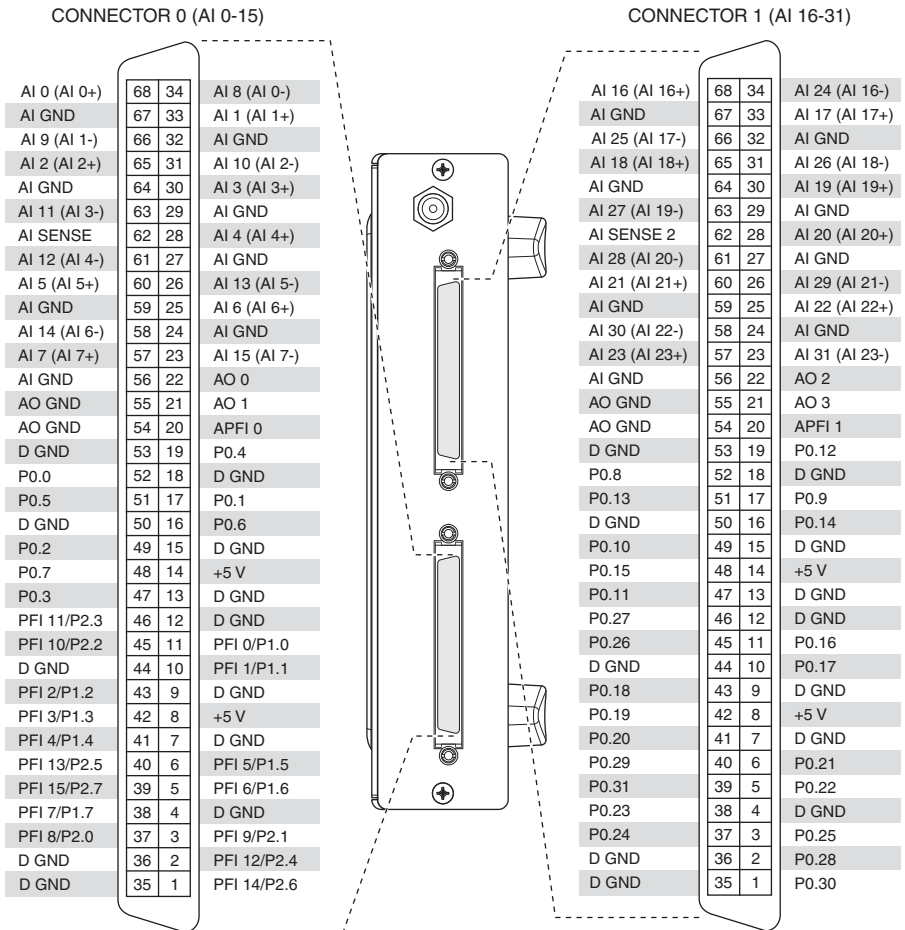 CONNECTOR 0 (AI 0-15)
AI 0 (AI 0+) 68 34 AI 8 (AI 0-)
AI GND 67 33 AI 1 (AI 1+)
AI 9 (AI 1-) 66 32 AI GND
AI 2 (AI 2+) 65 31 AI 10 (AI 2-)
AI GND 64 30 AI 3 (AI 3+)
AI 11 (AI 3-) 63 29 AI GND
AI SENSE 62 28 AI 4 (AI 4+)
AI 12 (AI 4-) 61 27 AI GND
AI 5 (AI 5+) 60 26 AI 13 (AI 5-)
AI GND 59 25 AI 6 (AI 6+)
AI 14 (AI 6-) 58 24 AI GND
AI 7 (AI 7+) 57 23 AI 15 (AI 7-)
AI GND 56 22 AO 0
AO GND 55 21 AO 1
AO GND 54 20 APFI 0
D GND 53 19 P0.4
P0.0 52 18 D GND
P0.5 51 17 P0.1
D GND 50 16 P0.6
P0.2 49 15 D GND
P0.7 48 14 +5 V
P0.3 47 13 D GND
PFI 11/P2.3 46 12 D GND
PFI 10/P2.2 45 11 PFI 0/P1.0
D GND 44 10 PFI 1/P1.1
PFI 2/P1.2 43 9 D GND
PFI 3/P1.3 42 8 +5 V
PFI 4/P1.4 41 7 D GND
PFI 13/P2.5 40 6 PFI 5/P1.5
PFI 15/P2.7 39 5 PFI 6/P1.6
PFI 7/P1.7 38 4 D GND
PFI 8/P2.0 37 3 PFI 9/P2.1
D GND 36 2 PFI 12/P2.4
D GND 35 1 PFI 14/P2.6
CONNECTOR 1 (AI 16-31)
AI 16 (AI 16+) 68 34 AI 24 (AI 16-)
AI GND 67 33 AI 17 (AI 17+)
AI 25 (AI 17-) 66 32 AI GND
AI 18 (AI 18+) 65 31 AI 26 (AI 18-)
AI GND 64 30 AI 19 (AI 19+)
AI 27 (AI 19-) 63 29 AI GND
AI SENSE 2 62 28 AI 20 (AI 20+)
AI 28 (AI 20-) 61 27 AI GND
AI 21 (AI 21+) 60 26 AI 29 (AI 21-)
AI GND 59 25 AI 22 (AI 22+)
AI 30 (AI 22-) 58 24 AI GND
AI 23 (AI 23+) 57 23 AI 31 (AI 23-)
AI GND 56 22 AO 2
AO GND 55 21 AO 3
AO GND 54 20 APFI 1
D GND 53 19 P0.12
P0.8 52 18 D GND
P0.13 51 17 P0.9
D GND 50 16 P0.14
P0.10 49 15 D GND
P0.15 48 14 +5 V
P0.11 47 13 D GND
P0.27 46 12 D GND
P0.26 45 11 P0.16
D GND 44 10 P0.17
P0.18 43 9 D GND
P0.19 42 8 +5 V
P0.20 41 7 D GND
P0.29 40 6 P0.21
P0.31 39 5 P0.22
P0.23 38 4 D GND
P0.24 37 3 P0.25
D GND 36 2 P0.28
D GND 35 1 P0.30